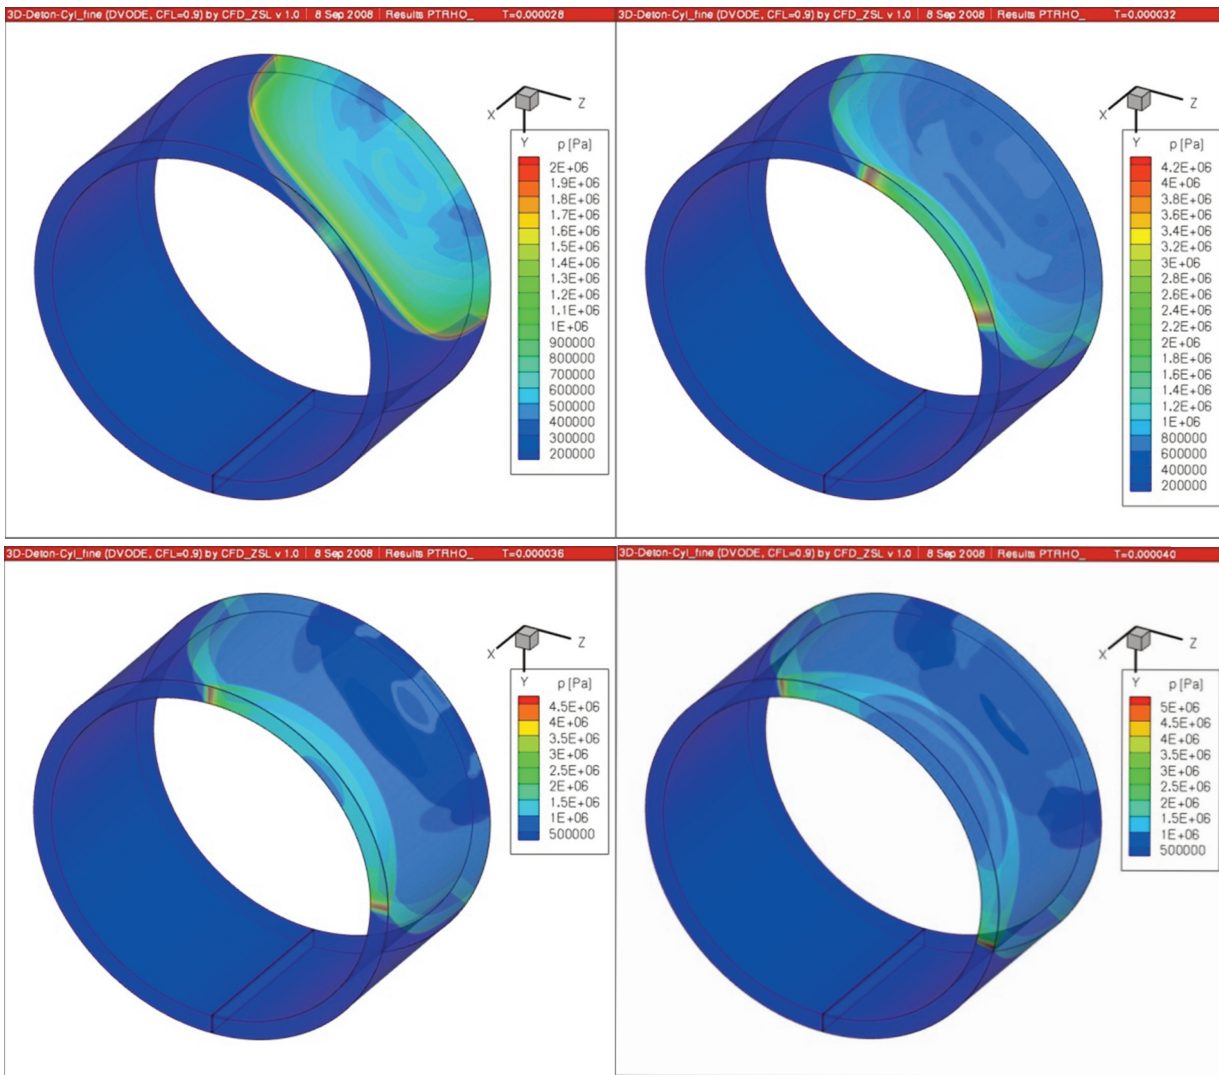 3D-Deton-Cyl_fine (DVODE, CFL=0.9) by CFD_ZSL v 1.0 | 8 Sep 2008 | Results PTRHO_ T=0.000028
X
Z
Y
p [Pa]
2E+06
1.9E+06
1.8E+06
1.7E+06
1.6E+06
1.5E+06
1.4E+06
1.3E+06
1.2E+06
1.1E+06
1E+06
900000
800000
700000
600000
500000
400000
300000
200000
3D-Deton-Cyl_fine (DVODE, CFL=0.9) by CFD_ZSL v 1.0 | 8 Sep 2008 | Results PTRHO_ T=0.000032
X
Z
Y
p [Pa]
4.2E+06
4E+06
3.8E+06
3.6E+06
3.4E+06
3.2E+06
3E+06
2.8E+06
2.6E+06
2.4E+06
2.2E+06
2E+06
1.8E+06
1.6E+06
1.4E+06
1.2E+06
1E+06
800000
600000
400000
200000
3D-Deton-Cyl_fine (DVODE, CFL=0.9) by CFD_ZSL v 1.0 | 8 Sep 2008 | Results PTRHO_ T=0.000036
X
Z
Y
p [Pa]
4.5E+06
4E+06
3.5E+06
3E+06
2.5E+06
2E+06
1.5E+06
1E+06
500000
3D-Deton-Cyl_fine (DVODE, CFL=0.9) by CFD_ZSL v 1.0 | 8 Sep 2008 | Results PTRHO_ T=0.000040
X
Z
Y
p [Pa]
5E+06
4.5E+06
4E+06
3.5E+06
3E+06
2.5E+06
2E+06
1.5E+06
1E+06
500000